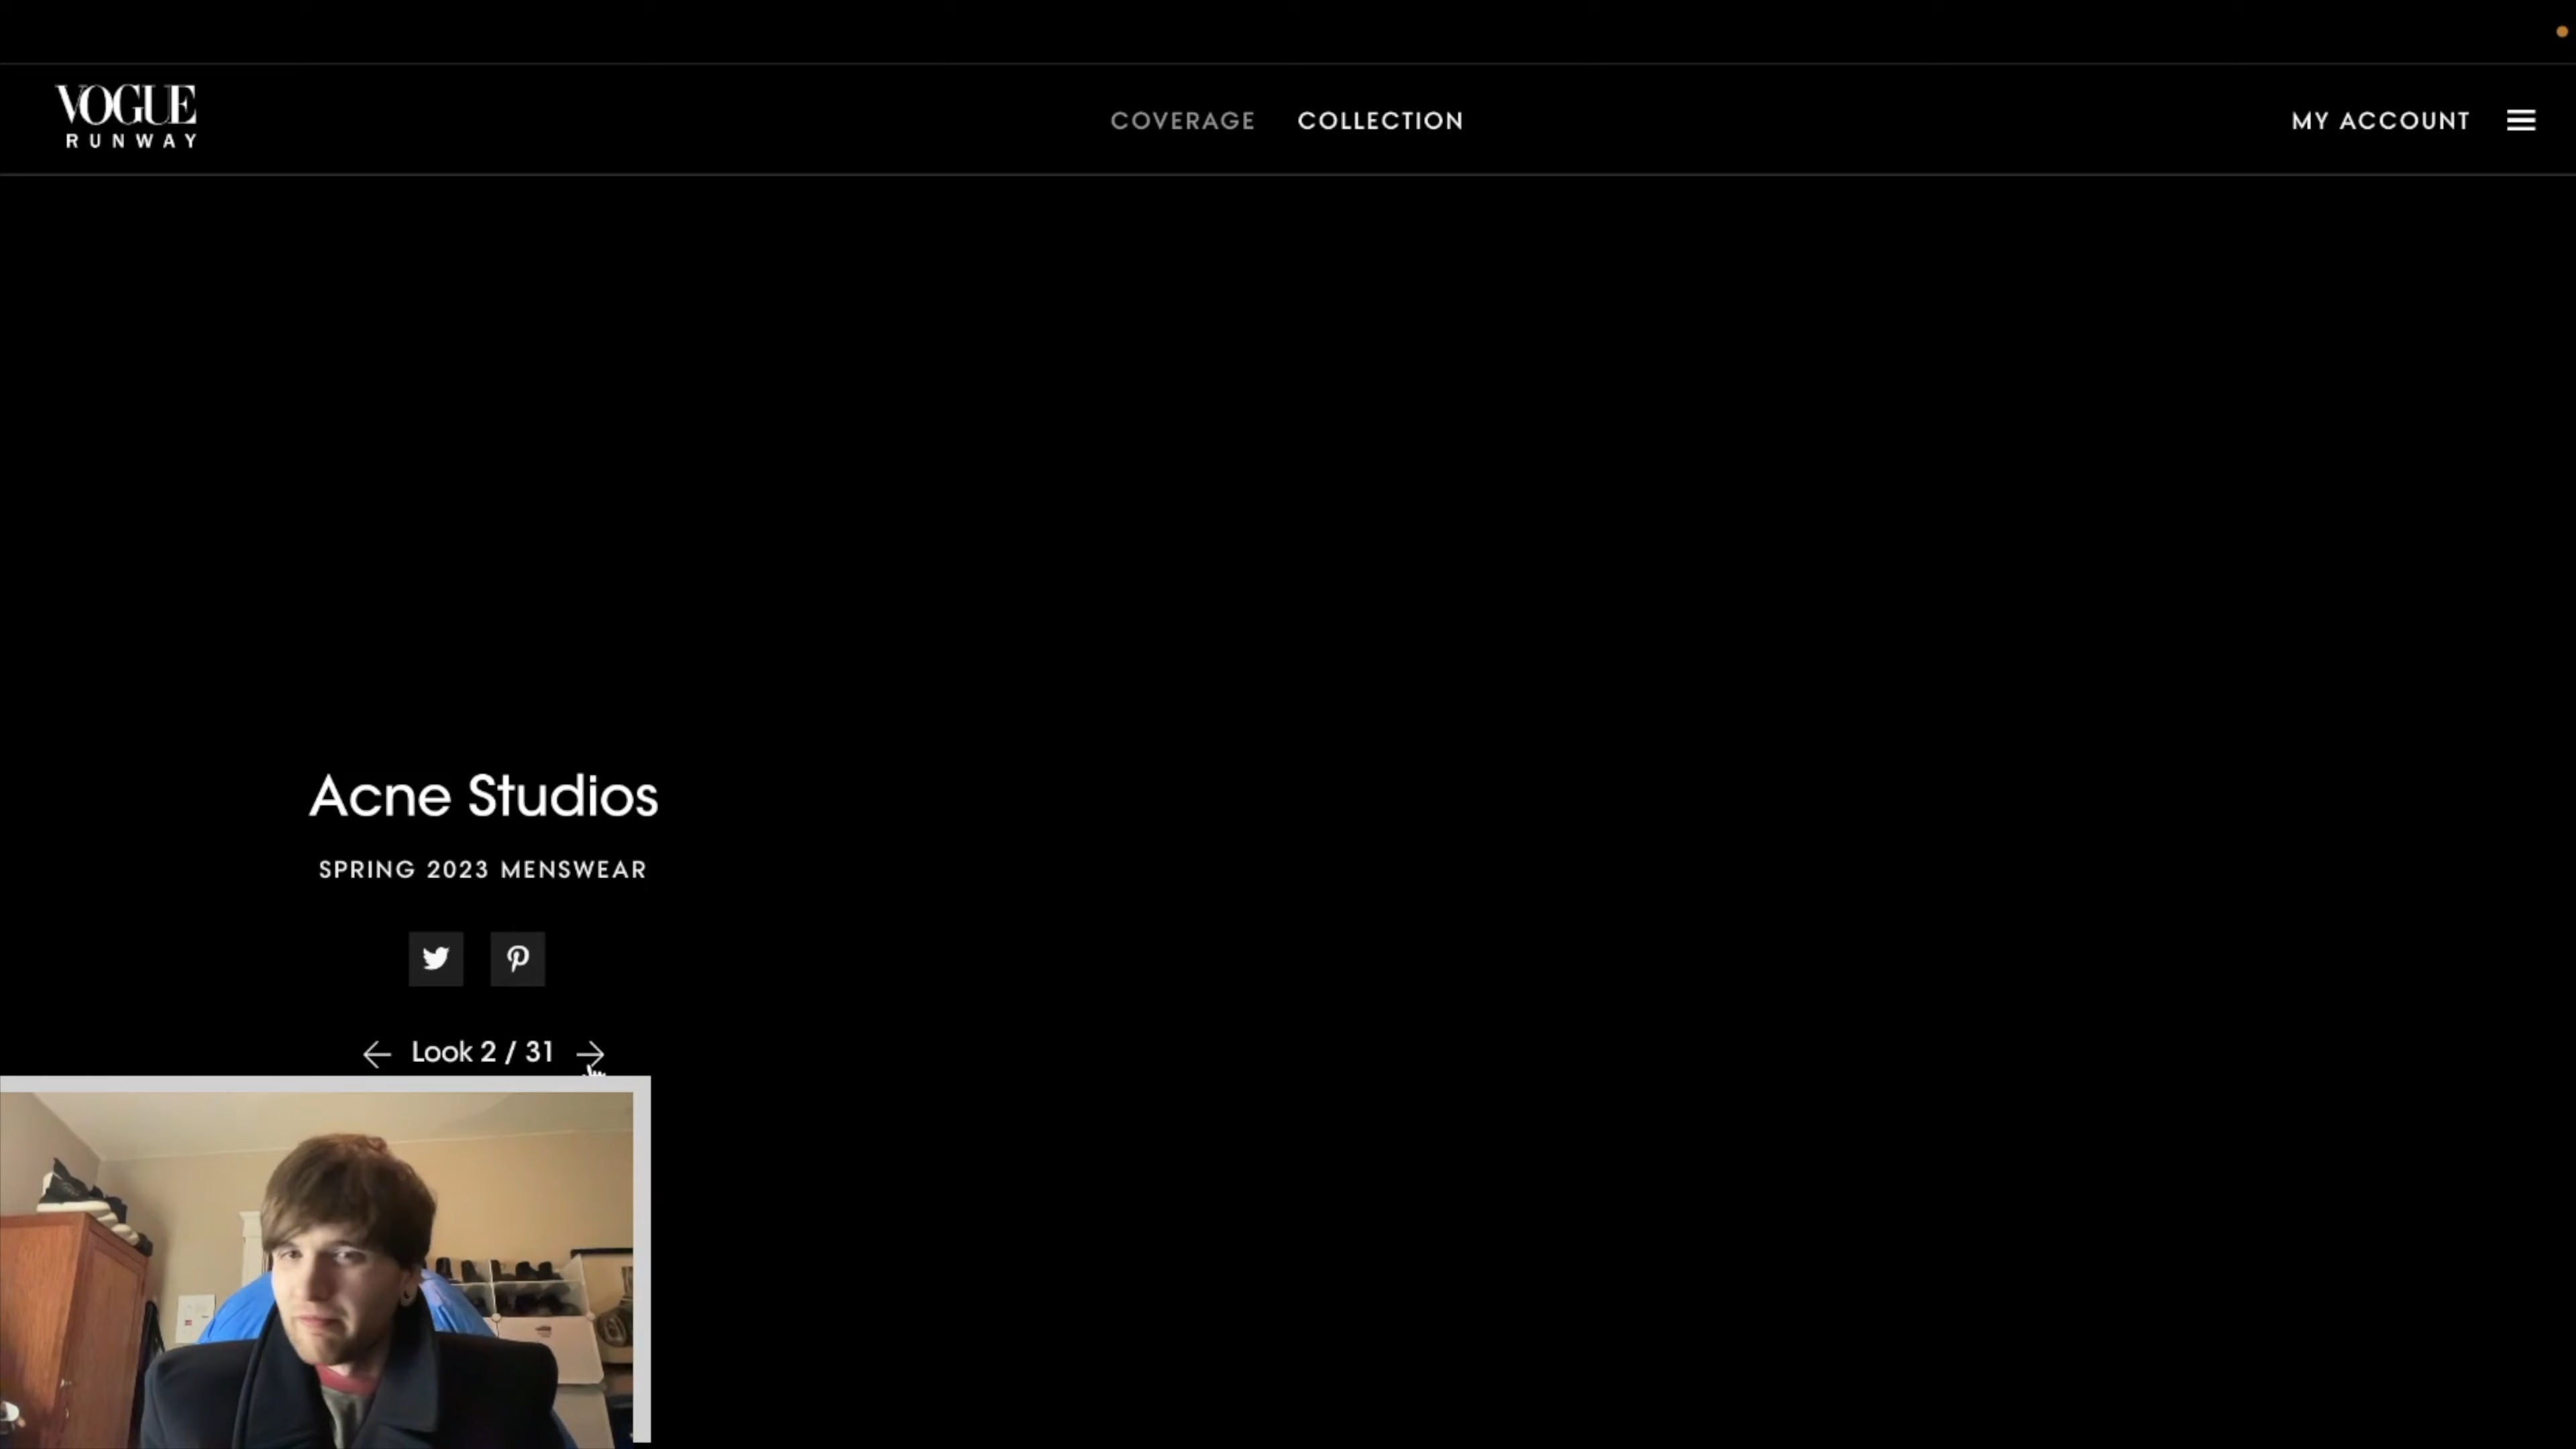 VOGUE
RUNWAY
COVERAGE COLLECTION
MY ACCOUNT
Acne Studios
SPRING 2023 MENSWEAR
Look 2 / 31